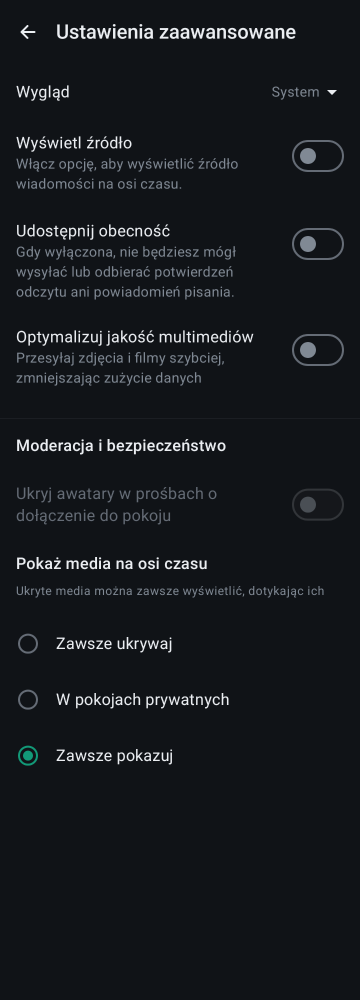 Ustawienia zaawansowane
Wygląd
System
Wyświetl źródło
Włącz opcję, aby wyświetlić źródło
wiadomości na osi czasu.
Udostępnij obecność
Gdy wyłączona, nie będziesz mógł
wysyłać lub odbierać potwierdzeń
odczytu ani powiadomień pisania.
Optymalizuj jakość multimediów
Przesyłaj zdjęcia i filmy szybciej,
zmniejszając zużycie danych
Moderacja i bezpieczeństwo
Ukryj awatary w prośbach o
dołączenie do pokoju
Pokaż media na osi czasu
Ukryte media można zawsze wyświetlić, dotykając ich
Zawsze ukrywaj
W pokojach prywatnych
Zawsze pokazuj